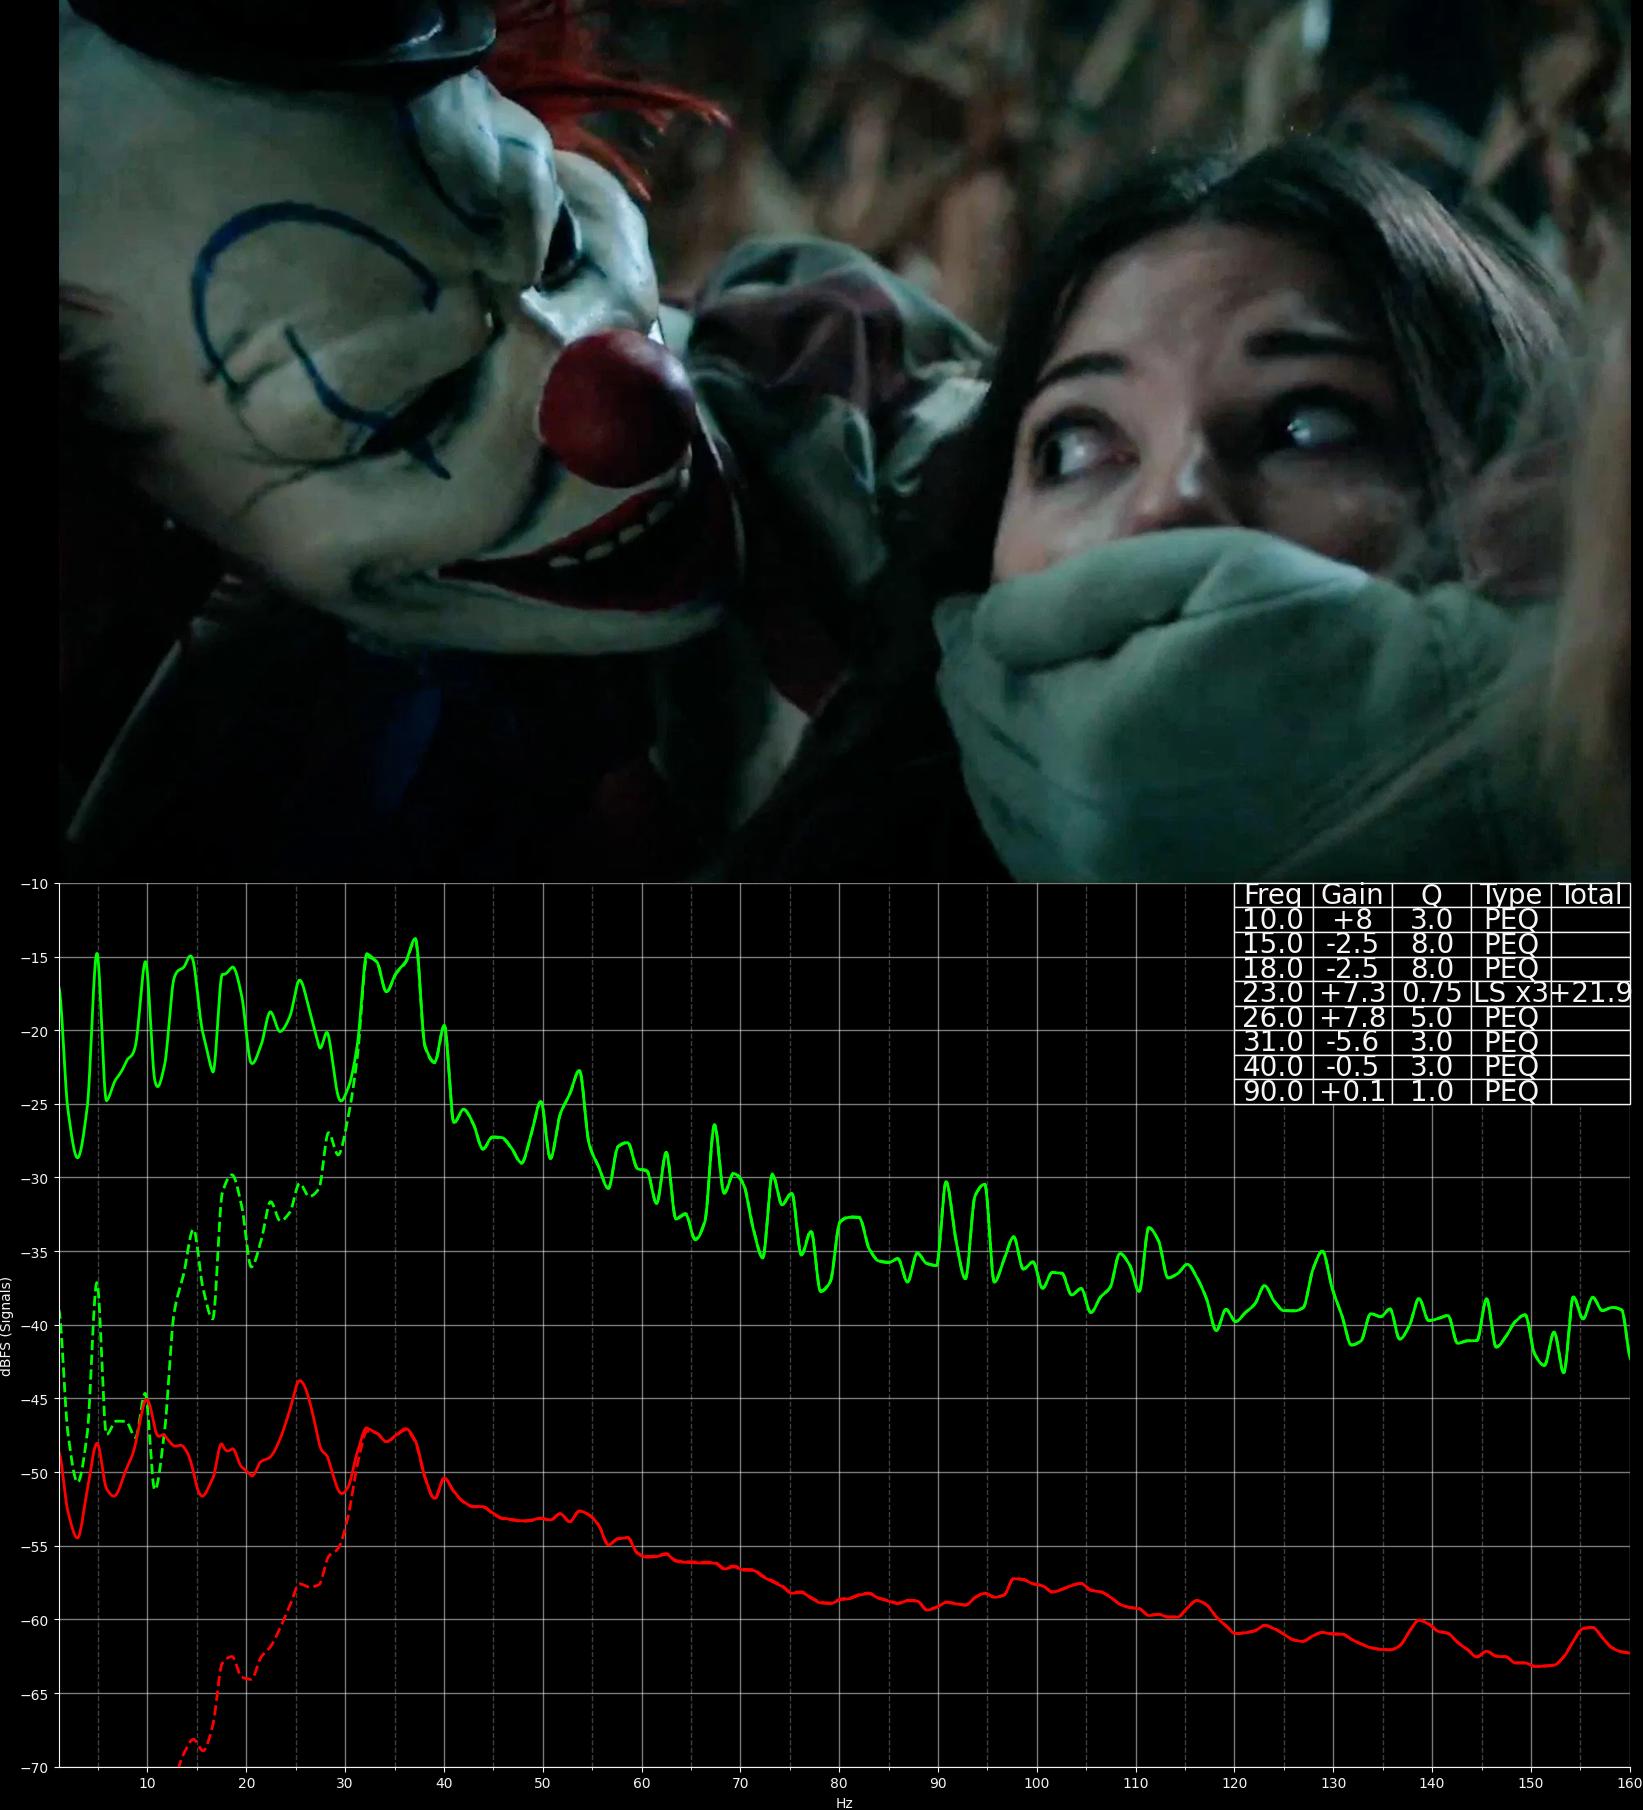 Freq Gain Q Type Total
10.0 +8 3.0 PEQ
15.0 -2.5 8.0 PEQ
18.0 -2.5 8.0 PEQ
23.0 +7.3 0.75 LS x3 +21.9
26.0 +7.8 5.0 PEQ
31.0 -5.6 3.0 PEQ
40.0 -0.5 3.0 PEQ
90.0 +0.1 1.0 PEQ
−10
−15
−20
−25
−30
−35
−40
−45
−50
−55
−60
−65
−70
dBFS (Signals)
10 20 30 40 50 60 70 80 90 100 110 120 130 140 150 160
Hz